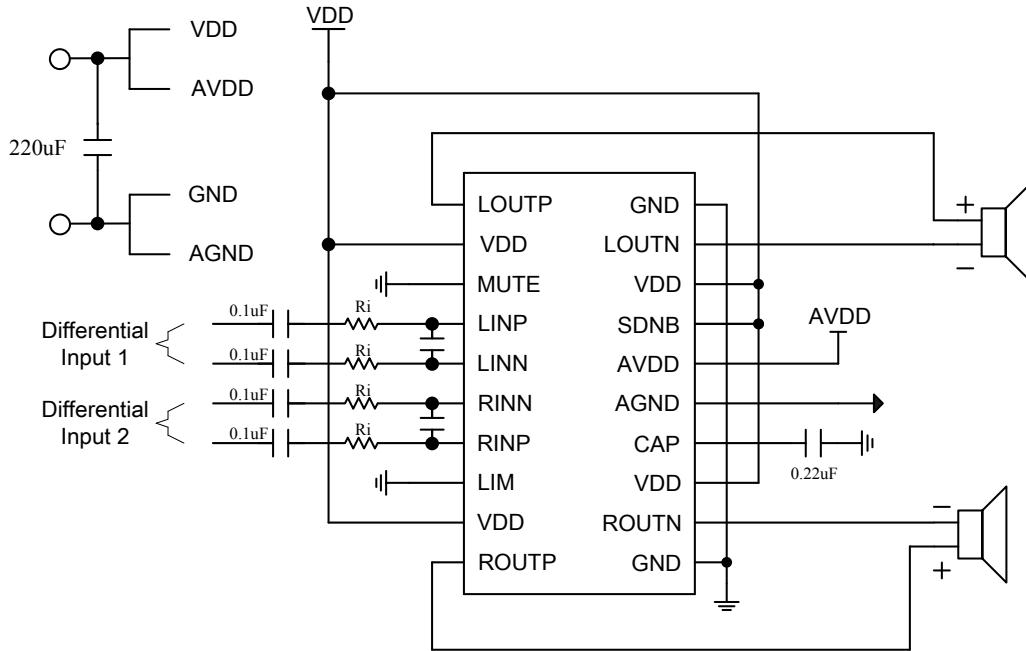 VDD
AVDD
220uF
GND
AGND
VDD
LOUTP
VDD
MUTE
LINP
LINN
RINN
RINP
LIM
VDD
ROUTP
GND
LOUTN
VDD
SDNB
AVDD
AGND
CAP
VDD
ROUTN
GND
Differential
Input 1
Differential
Input 2
0.1uF
Ri
0.1uF
Ri
0.1uF
Ri
0.1uF
Ri
AVDD
0.22uF
+
−
−
+